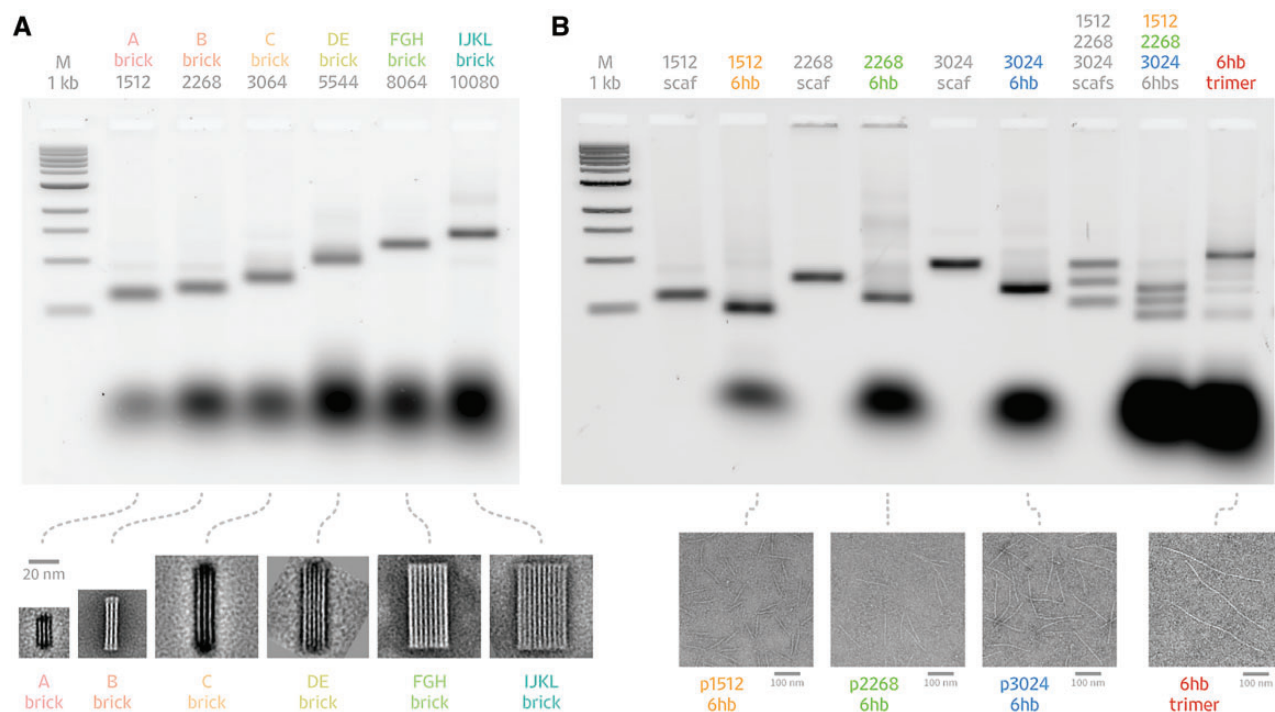 A
M
1 kb
A
brick
1512
B
brick
2268
C
brick
3064
DE
brick
5544
FGH
brick
8064
IJKL
brick
10080
20 nm
A
brick
B
brick
C
brick
DE
brick
FGH
brick
IJKL
brick
B
M
1 kb
1512
scaf
1512
6hb
2268
scaf
2268
6hb
3024
scaf
3024
6hb
1512
2268
3024
scafs
1512
2268
3024
6hbs
6hb
trimer
100 nm
100 nm
100 nm
100 nm
p1512
6hb
p2268
6hb
p3024
6hb
6hb
trimer